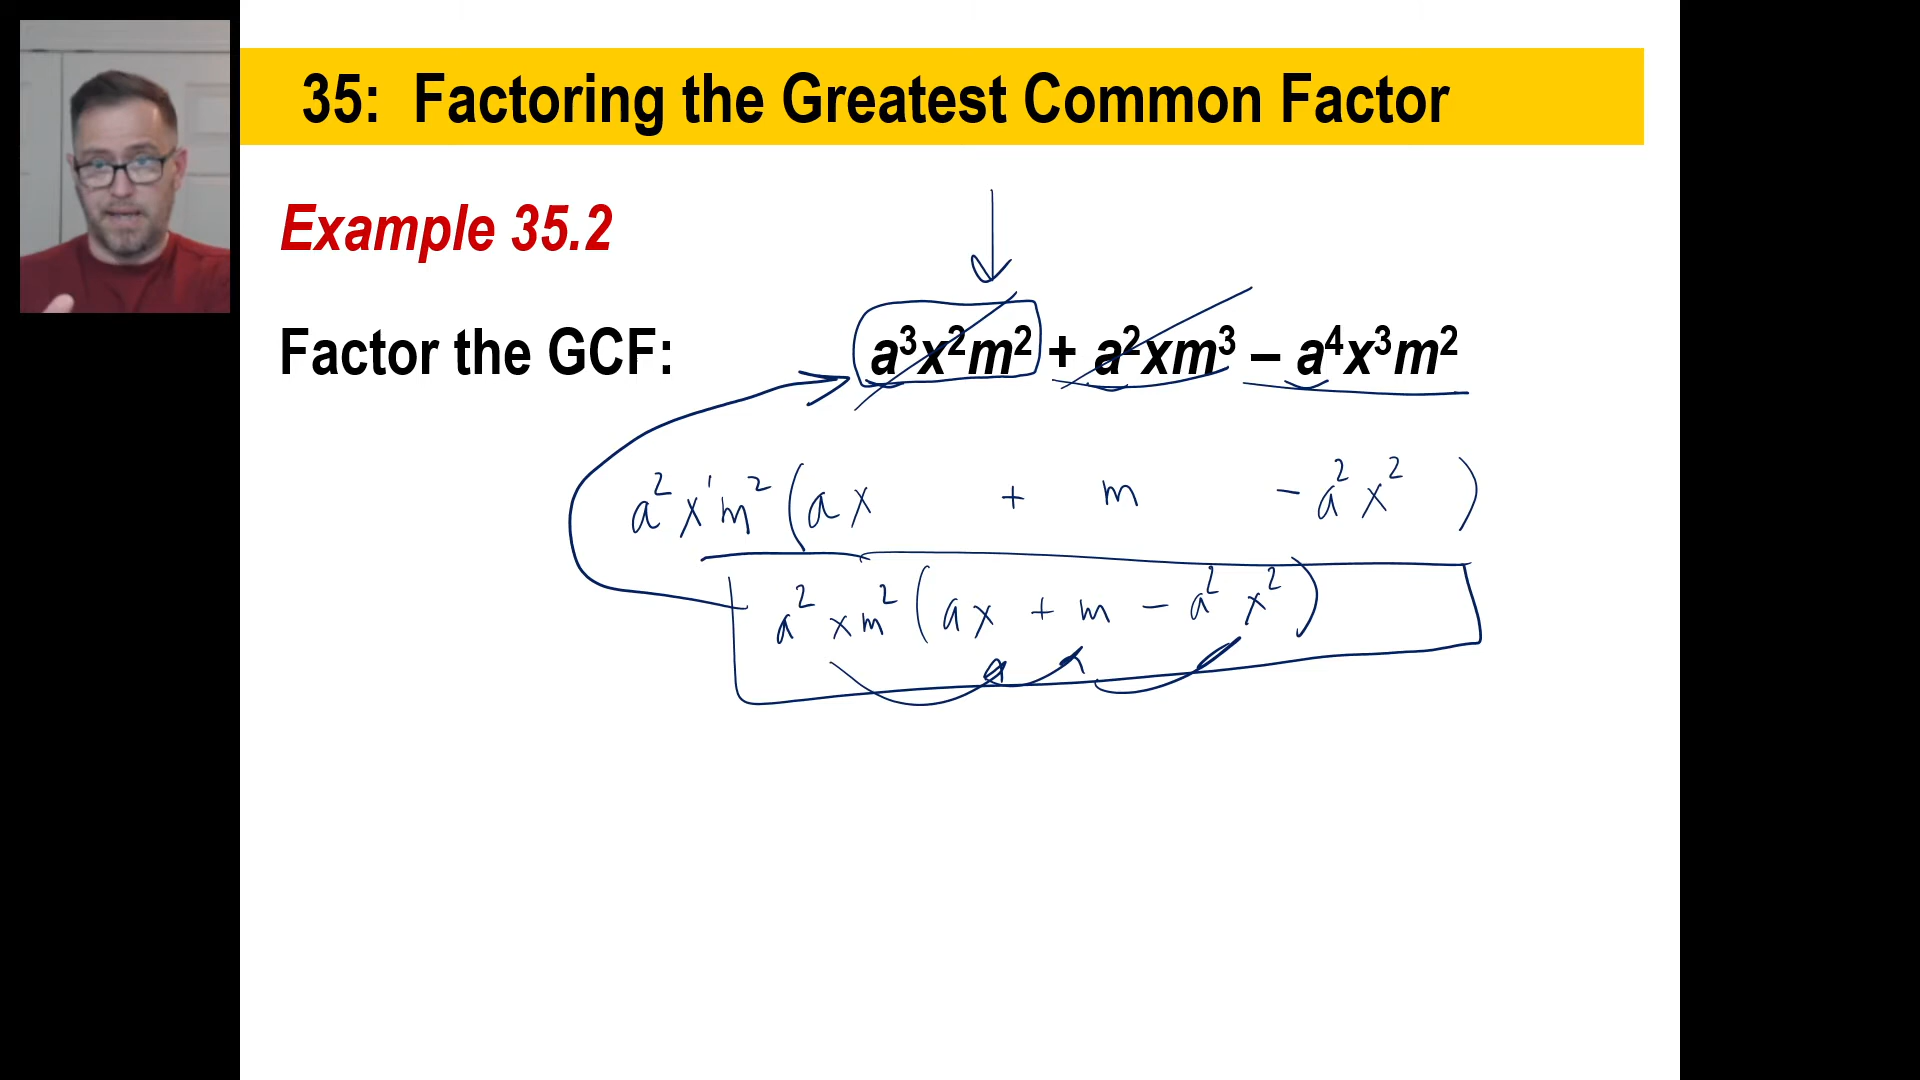 35: Factoring the Greatest Common Factor
Example 35.2
Factor the GCF: a³x²m² + a²xm³ – a⁴x³m²
a²x¹m²(ax + m - a²x²)
a²xm²(ax + m - a²x²)